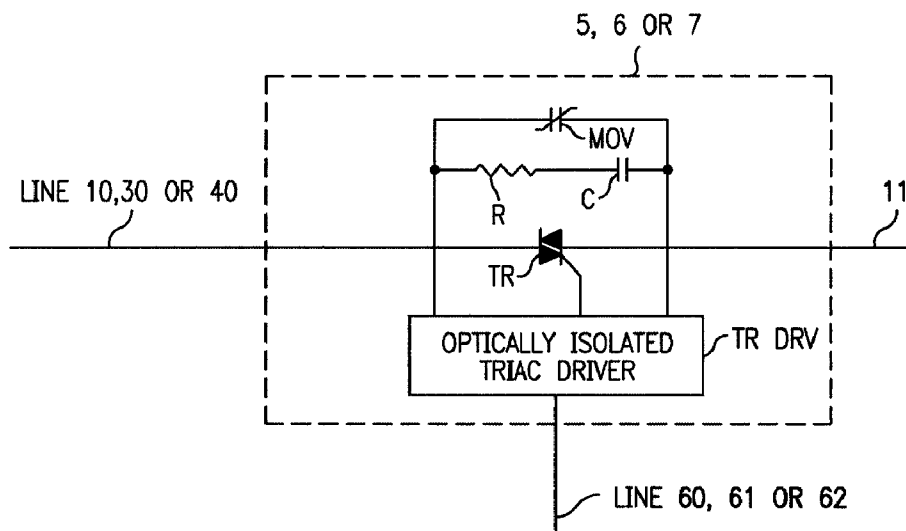 5, 6 OR 7
MOV
LINE 10,30 OR 40
R
C
11
TR
OPTICALLY ISOLATED
TRIAC DRIVER
TR DRV
LINE 60, 61 OR 62